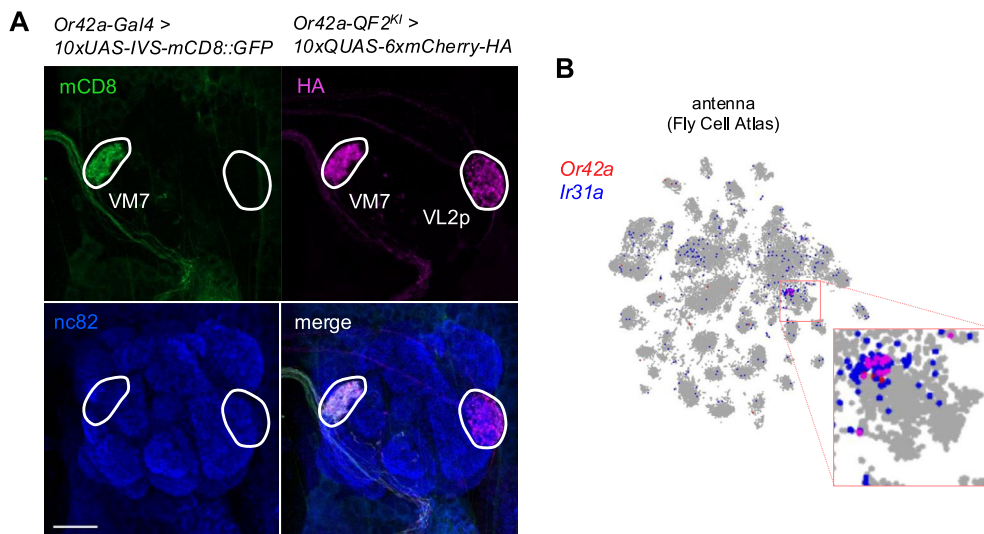 A
Or42a-Gal4 >
10xUAS-IVS-mCD8::GFP
Or42a-QF2KI >
10xQUAS-6xmCherry-HA
mCD8
HA
VM7
VM7
VL2p
nc82
merge
B
antenna
(Fly Cell Atlas)
Or42a
Ir31a